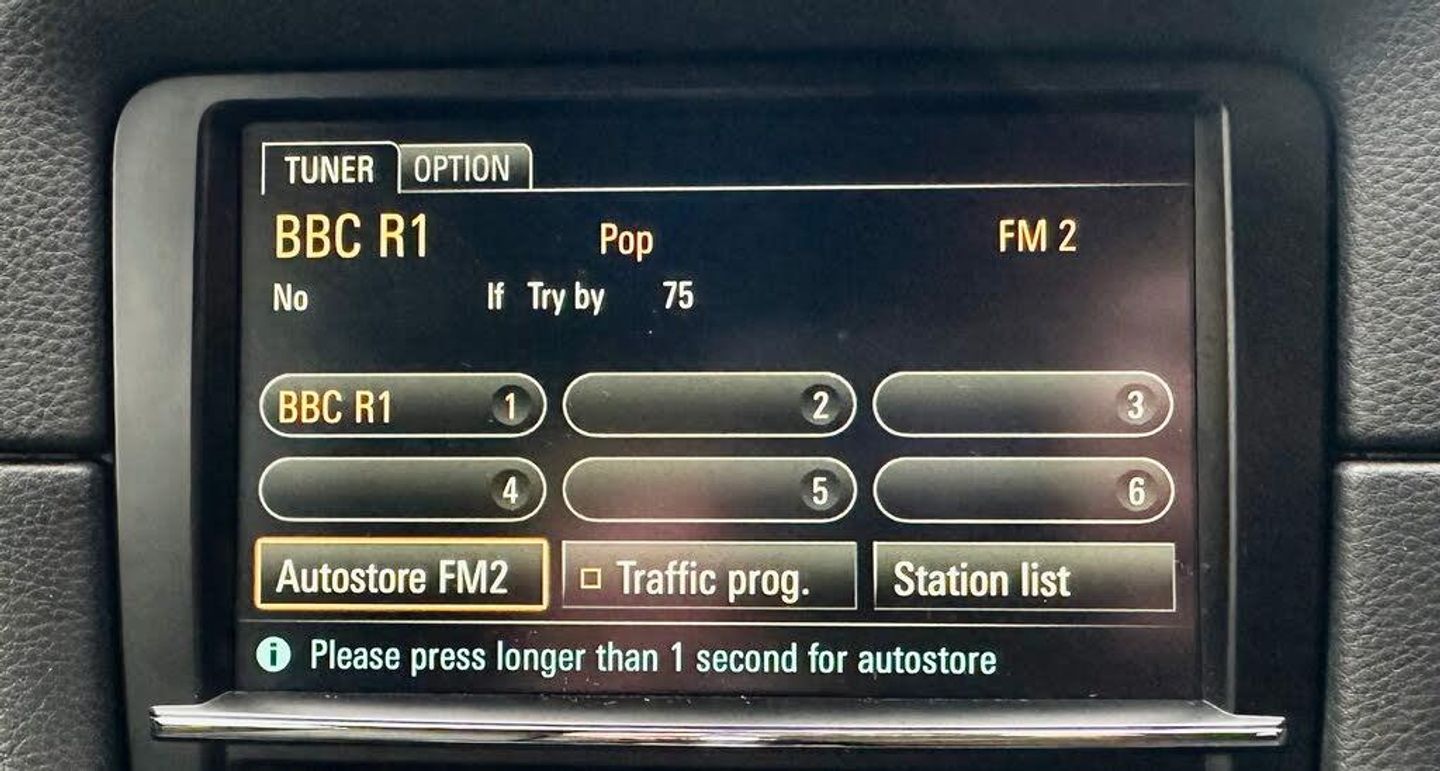 TUNER OPTION
BBC R1 Pop FM 2
No If Try by 75
BBC R1 1 2 3
4 5 6
Autostore FM2 Traffic prog. Station list
i Please press longer than 1 second for autostore